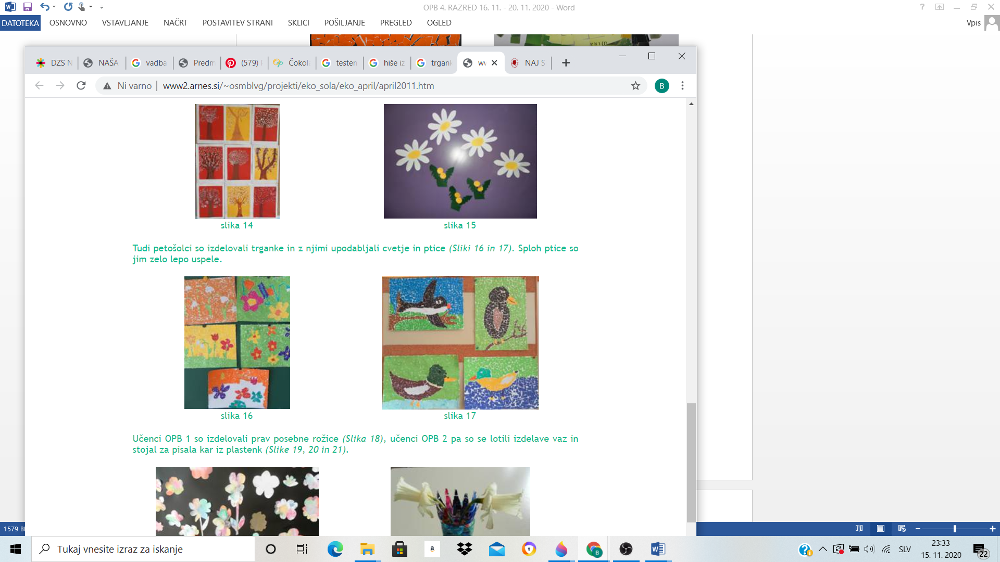 OPB 4. RAZRED 16. 11. - 20. 11. 2020 - Word
DATOTEKA OSNOVNO VSTAVLJANJE NAČRT POSTAVITEV STRANI SKLICI POŠILJANJE PREGLED OGLED Vpis
DZS N NAŠA vadba Predm (579) Čokola testen hiše iz trgank NAJ S
Ni varno www2.arnes.si/~osmblvg/projekti/eko_sola/eko_april/april2011.htm
B
slika 14 slika 15
Tudi petošolci so izdelovali trganke in z njimi upodabljali cvetje in ptice (Sliki 16 in 17). Sploh ptice so
jim zelo lepo uspele.
slika 16 slika 17
Učenci OPB 1 so izdelovali prav posebne rožice (Slika 18), učenci OPB 2 pa so se lotili izdelave vaz in
stojal za pisala kar iz plastenk (Slike 19, 20 in 21).
1579
Tukaj vnesite izraz za iskanje
SLV
23:33
15. 11. 2020
22